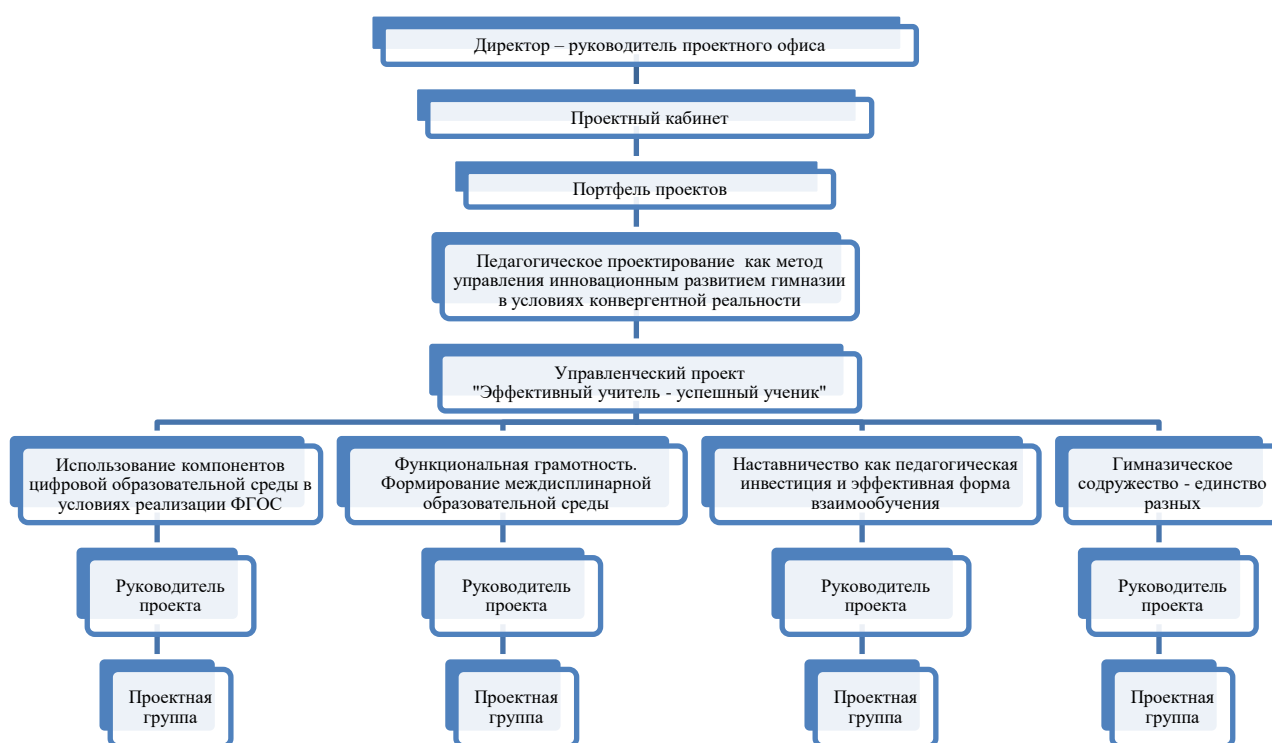 Директор – руководитель проектного офиса
Проектный кабинет
Портфель проектов
Педагогическое проектирование как метод
управления инновационным развитием гимназии
в условиях конвергентной реальности
Управленческий проект
"Эффективный учитель - успешный ученик"
Использование компонентов
цифровой образовательной среды в
условиях реализации ФГОС
Функциональная грамотность.
Формирование междисплинарной
образовательной среды
Наставничество как педагогическая
инвестиция и эффективная форма
взаимообучения
Гимназическое
содружество - единство
разных
Руководитель
проекта
Руководитель
проекта
Руководитель
проекта
Руководитель
проекта
Проектная
группа
Проектная
группа
Проектная
группа
Проектная
группа